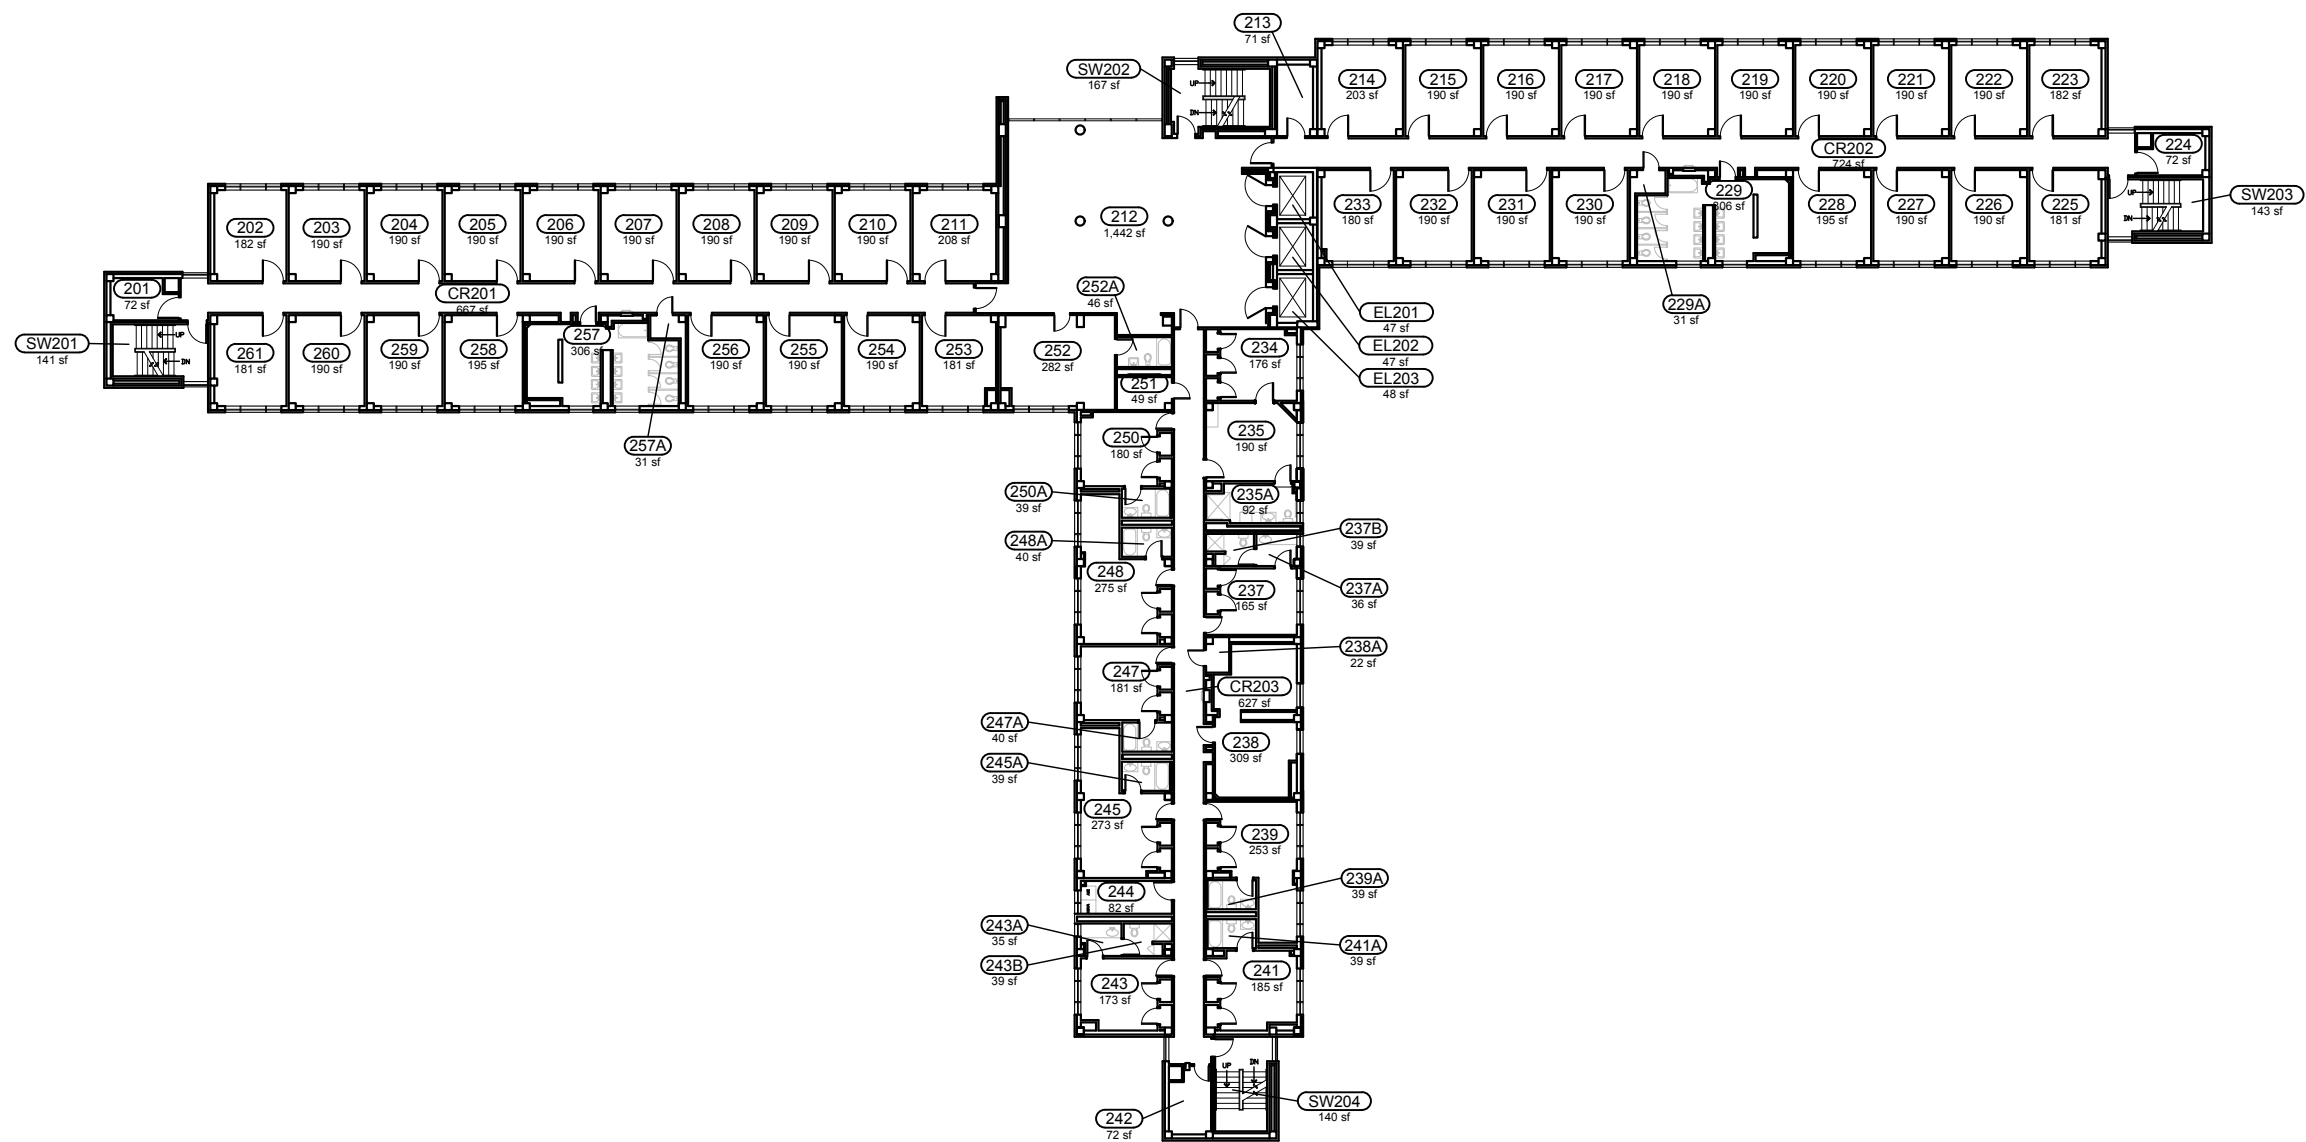 213
71 sf
SW202
167 sf
UP
DN
214
203 sf
215
190 sf
216
190 sf
217
190 sf
218
190 sf
219
190 sf
220
190 sf
221
190 sf
222
190 sf
223
182 sf
CR202
724 sf
224
72 sf
UP
DN
SW203
143 sf
233
180 sf
232
190 sf
231
190 sf
230
190 sf
229
306 sf
228
195 sf
227
190 sf
226
190 sf
225
181 sf
229A
31 sf
202
182 sf
203
190 sf
204
190 sf
205
190 sf
206
190 sf
207
190 sf
208
190 sf
209
190 sf
210
190 sf
211
208 sf
212
1,442 sf
201
72 sf
CR201
667 sf
252A
46 sf
EL201
47 sf
EL202
47 sf
EL203
48 sf
SW201
141 sf
UP
DN
261
181 sf
260
190 sf
259
190 sf
258
195 sf
257
306 sf
256
190 sf
255
190 sf
254
190 sf
253
181 sf
252
282 sf
251
49 sf
257A
31 sf
234
176 sf
250
180 sf
235
190 sf
250A
39 sf
235A
92 sf
248A
40 sf
237B
39 sf
248
275 sf
237
165 sf
237A
36 sf
238A
22 sf
247
181 sf
CR203
627 sf
247A
40 sf
238
309 sf
245A
39 sf
245
273 sf
239
253 sf
244
82 sf
239A
39 sf
243A
35 sf
241A
39 sf
243B
39 sf
243
173 sf
241
185 sf
UP
DN
242
72 sf
SW204
140 sf